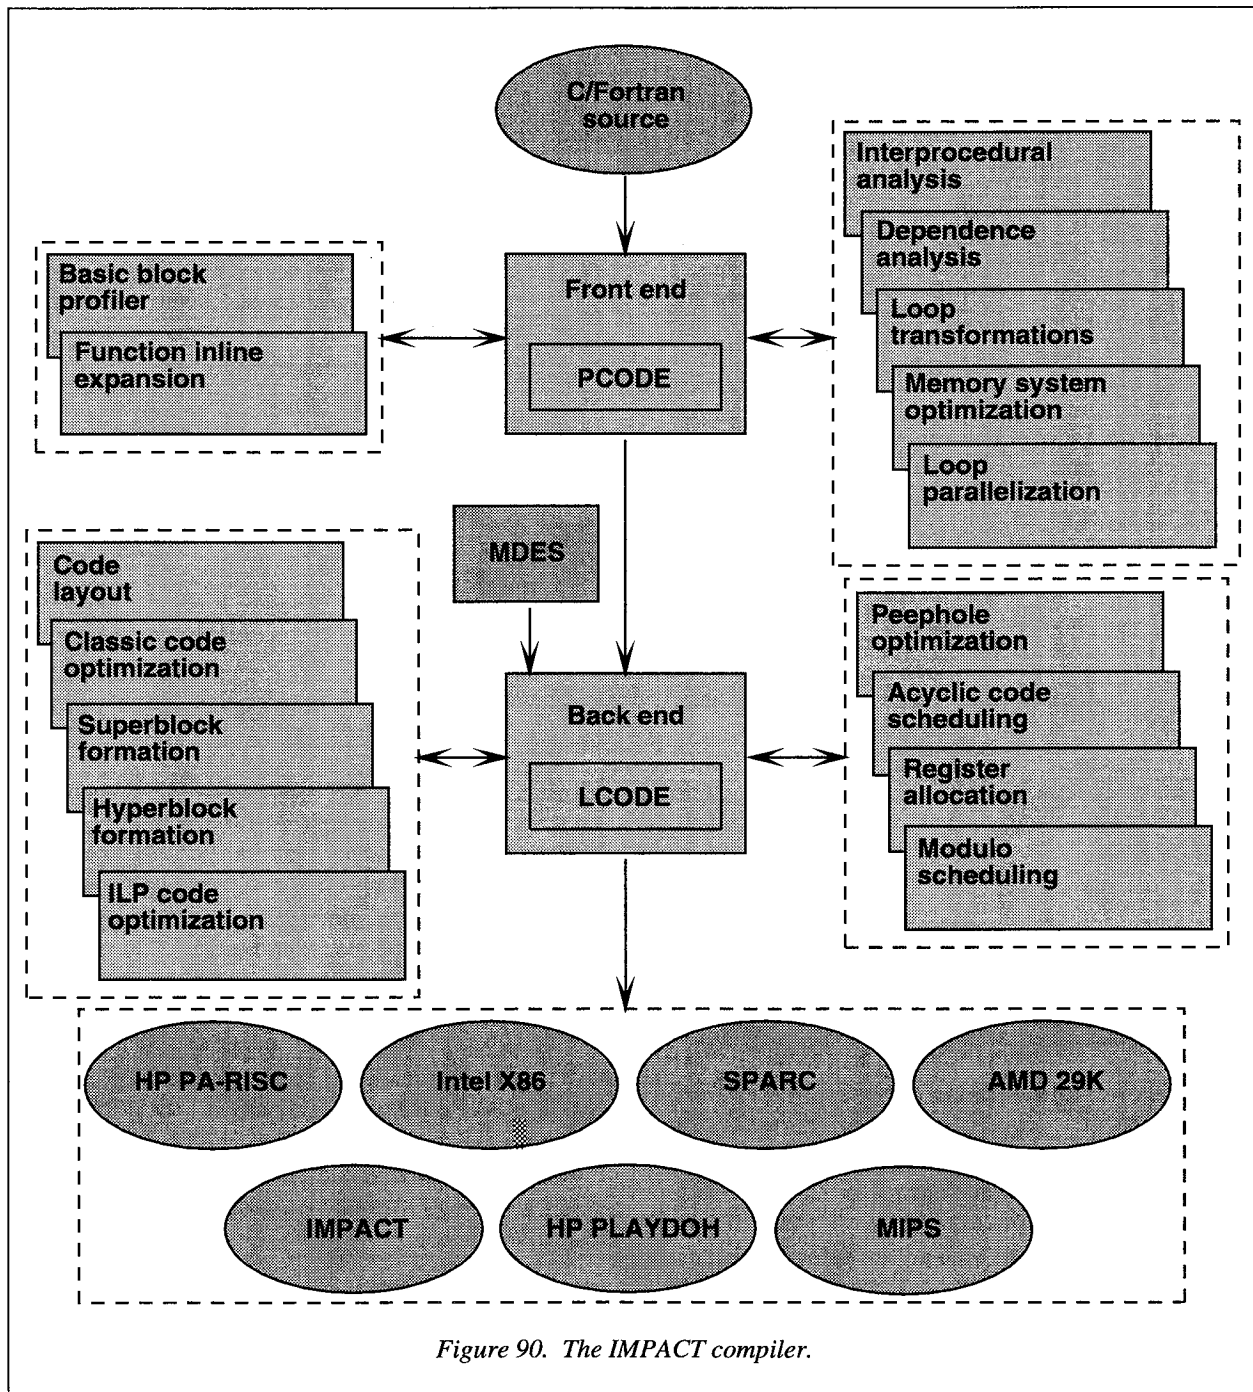 C/Fortran
source
Interprocedural
analysis
Dependence
analysis
Loop
transformations
Memory system
optimization
Loop
parallelization
Basic block
profiler
Function inline
expansion
Front end
PCODE
MDES
Code
layout
Classic code
optimization
Superblock
formation
Hyperblock
formation
ILP code
optimization
Back end
LCODE
Peephole
optimization
Acyclic code
scheduling
Register
allocation
Modulo
scheduling
HP PA-RISC
Intel X86
SPARC
AMD 29K
IMPACT
HP PLAYDOH
MIPS
Figure 90. The IMPACT compiler.